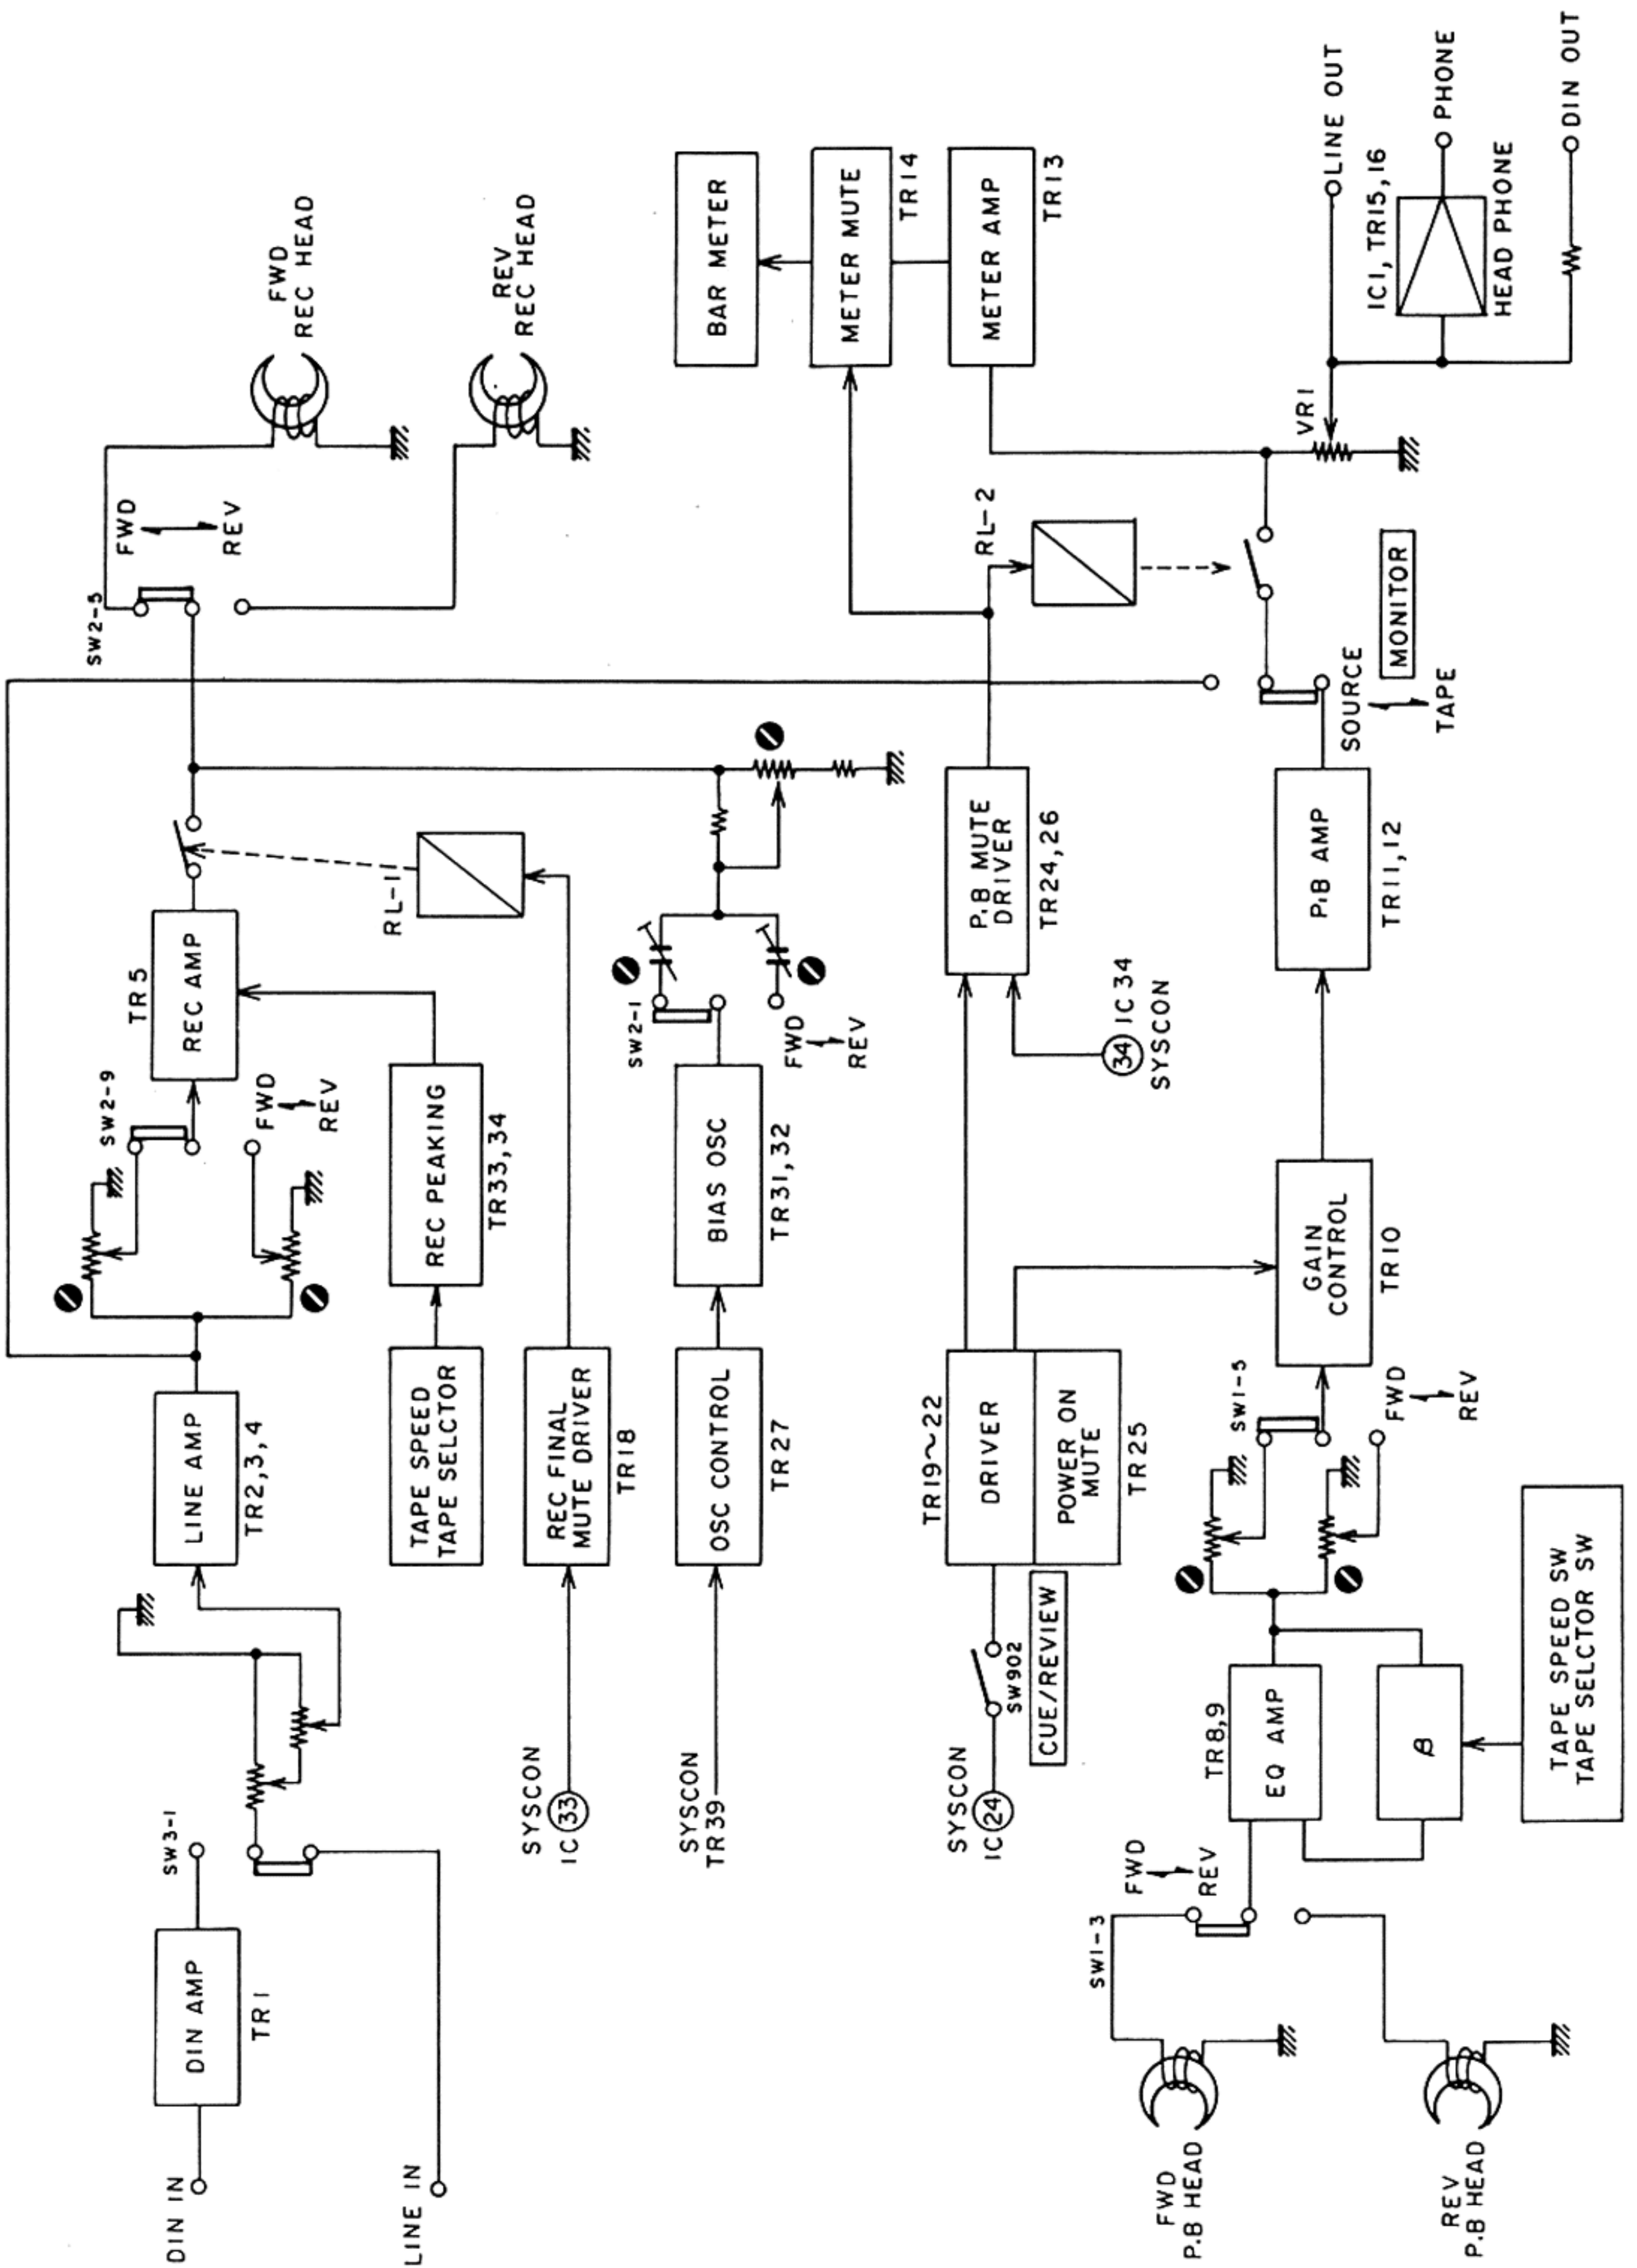 DIN IN
DIN AMP
TR1
LINE IN
SW3-1
LINE AMP
TR2,3,4
SW2-9
FWD
REV
TR5
REC AMP
RL-1
SW2-5
FWD
REV
FWD
REC HEAD
REV
REC HEAD
TAPE SPEED
TAPE SELCTOR
REC PEAKING
TR33,34
SYSCON
IC 33
REC FINAL
MUTE DRIVER
TR18
SYSCON
TR39
OSC CONTROL
TR27
BIAS OSC
TR31,32
SW2-1
FWD
REV
BAR METER
METER MUTE
TR14
METER AMP
TR13
SYSCON
IC 24
SW902
CUE/REVIEW
TR19~22
DRIVER
POWER ON
MUTE
TR25
34 IC 34
SYSCON
P.B MUTE
DRIVER
TR24,26
RL-2
FWD
P.B HEAD
REV
P.B HEAD
SW1-3
FWD
REV
TR8,9
EQ AMP
β
TAPE SPEED SW
TAPE SELCTOR SW
SW1-5
FWD
REV
GAIN
CONTROL
TR10
P.B AMP
TR11,12
SOURCE
TAPE
MONITOR
VR1
LINE OUT
IC1,TR15,16
PHONE
HEAD PHONE
DIN OUT